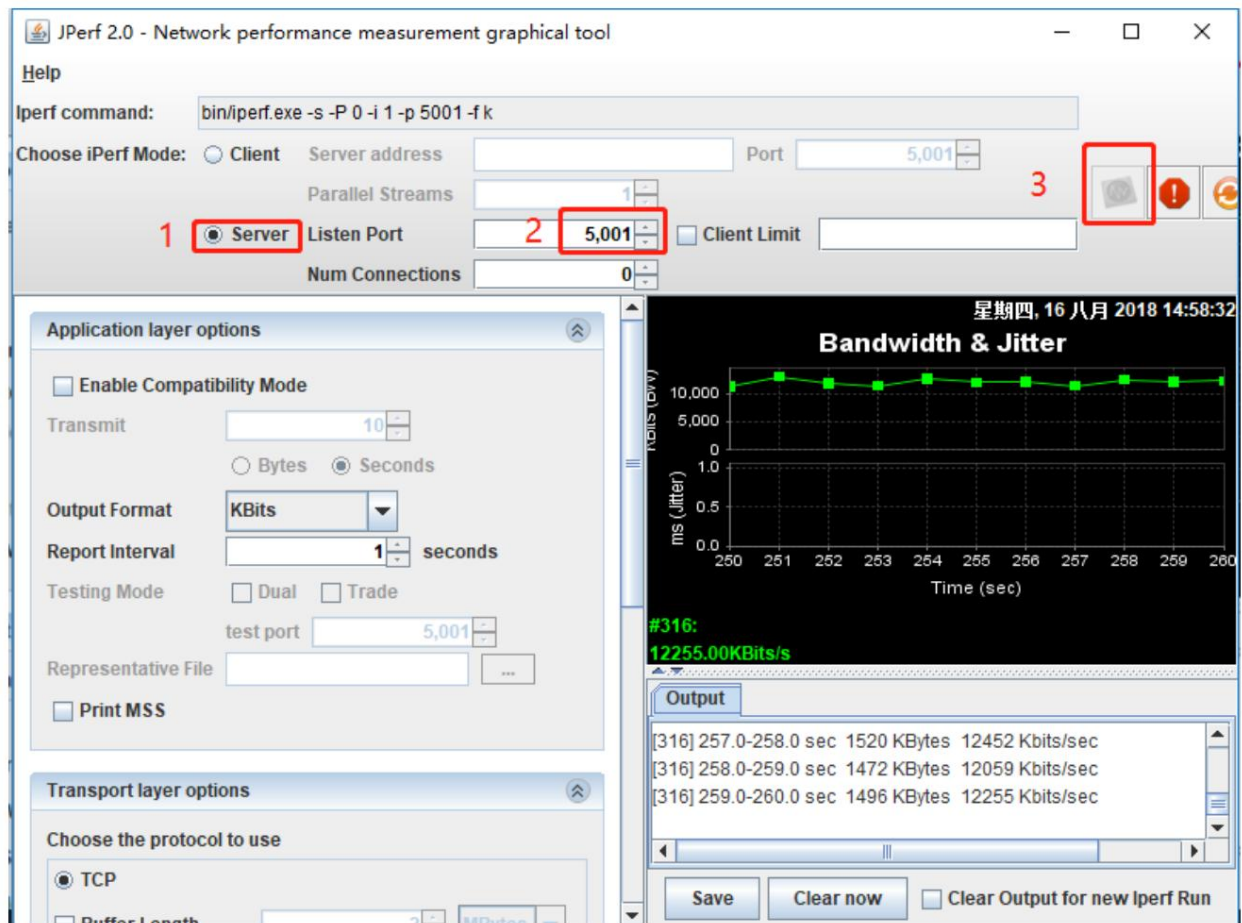 JPerf 2.0 - Network performance measurement graphical tool
Help
Iperf command: bin/iperf.exe -s -P 0 -i 1 -p 5001 -f k
Choose iPerf Mode: Client Server address Port 5,001
Parallel Streams 1
3
1 Server Listen Port 2 5,001 Client Limit
Num Connections 0
Application layer options
Enable Compatibility Mode
Transmit 10
Bytes Seconds
Output Format KBits
Report Interval 1 seconds
Testing Mode Dual Trade
test port 5,001
Representative File ...
Print MSS
Transport layer options
Choose the protocol to use
TCP
Buffer Length 2 MBytes
星期四, 16 八月 2018 14:58:32
Bandwidth & Jitter
KBits (BW)
10,000
5,000
0
ms (Jitter)
1.0
0.5
0.0
250 251 252 253 254 255 256 257 258 259 260
Time (sec)
#316:
12255.00KBits/s
Output
[316] 257.0-258.0 sec 1520 KBytes 12452 Kbits/sec
[316] 258.0-259.0 sec 1472 KBytes 12059 Kbits/sec
[316] 259.0-260.0 sec 1496 KBytes 12255 Kbits/sec
Save Clear now Clear Output for new Iperf Run